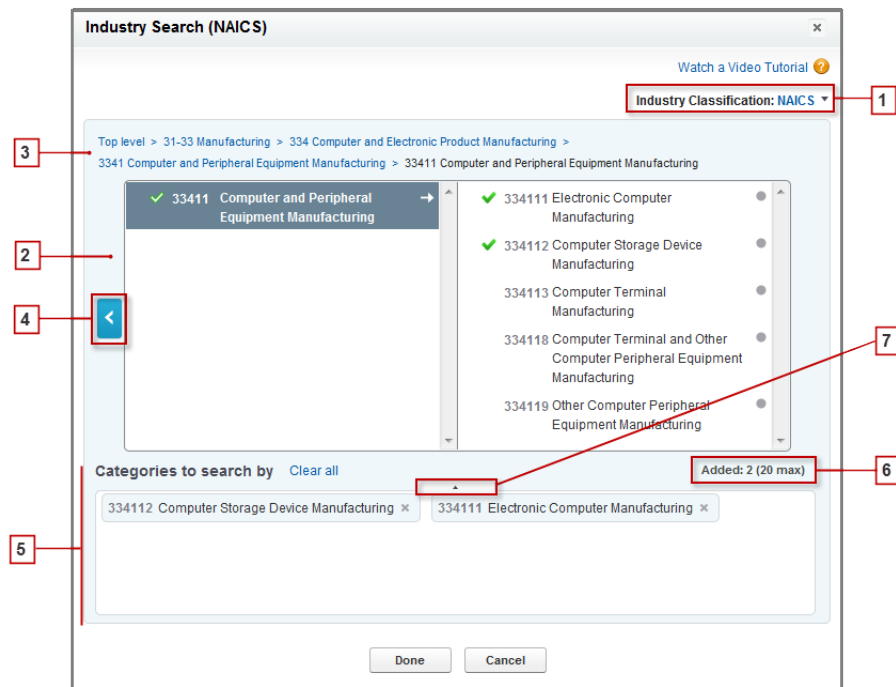 Industry Search (NAICS) ×
Watch a Video Tutorial ?
Industry Classification: NAICS
1
Top level > 31-33 Manufacturing > 334 Computer and Electronic Product Manufacturing >
3
3341 Computer and Peripheral Equipment Manufacturing > 33411 Computer and Peripheral Equipment Manufacturing
33411 Computer and Peripheral
Equipment Manufacturing
334111 Electronic Computer
Manufacturing
334112 Computer Storage Device
Manufacturing
334113 Computer Terminal
Manufacturing
334118 Computer Terminal and Other
Computer Peripheral Equipment
Manufacturing
334119 Other Computer Peripheral
Equipment Manufacturing
2
4
7
Categories to search by Clear all
Added: 2 (20 max)
6
334112 Computer Storage Device Manufacturing ×
334111 Electronic Computer Manufacturing ×
5
Done
Cancel